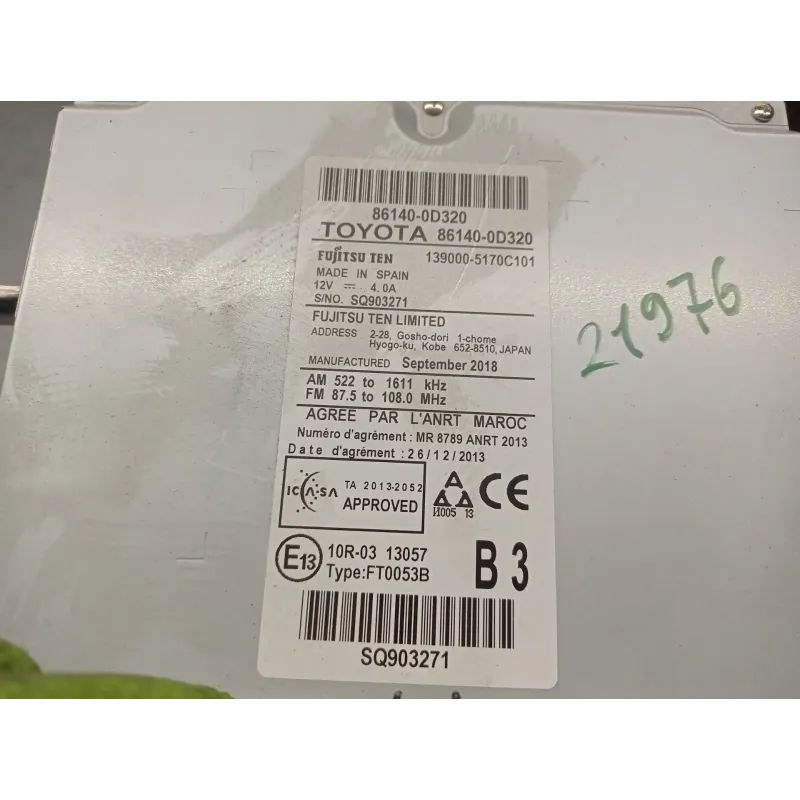 86140-0D320
TOYOTA 86140-0D320
FUJITSU TEN 139000-5170C101
MADE IN SPAIN
12V ⎓ 4.0A
S/NO. SQ903271
FUJITSU TEN LIMITED
ADDRESS 2-28, Gosho-dori 1-chome
Hyogo-ku, Kobe 652-8510, JAPAN
MANUFACTURED September 2018
AM 522 to 1611 kHz
FM 87.5 to 108.0 MHz
AGREE PAR L'ANRT MAROC
Numéro d'agrément : MR 8789 ANRT 2013
Date d'agrément : 26/12/2013
ICASA TA 2013-2052
APPROVED
И005 13
CE
E13 10R-03 13057
Type:FT0053B
B 3
SQ903271
21976